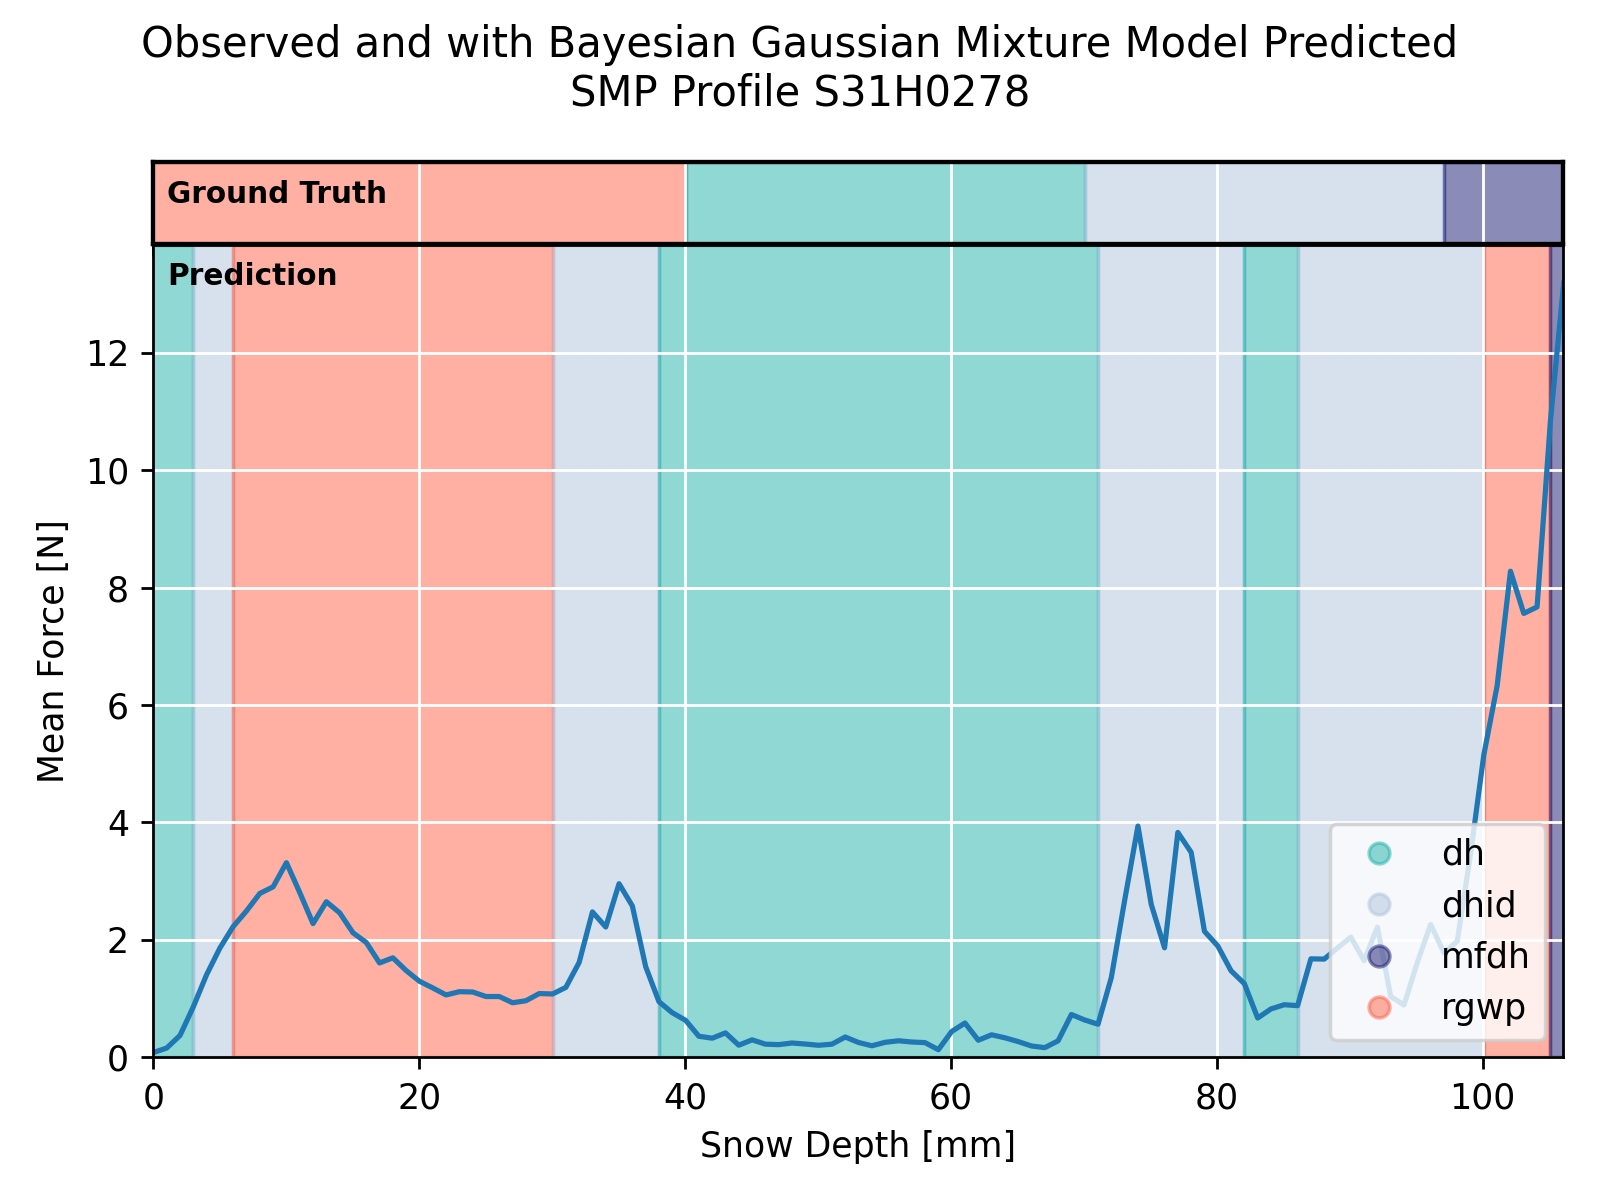 Observed and with Bayesian Gaussian Mixture Model Predicted
SMP Profile S31H0278
Ground Truth
Prediction
12
10
8
6
4
2
0
Mean Force [N]
dh
dhid
mfdh
rgwp
0 20 40 60 80 100
Snow Depth [mm]